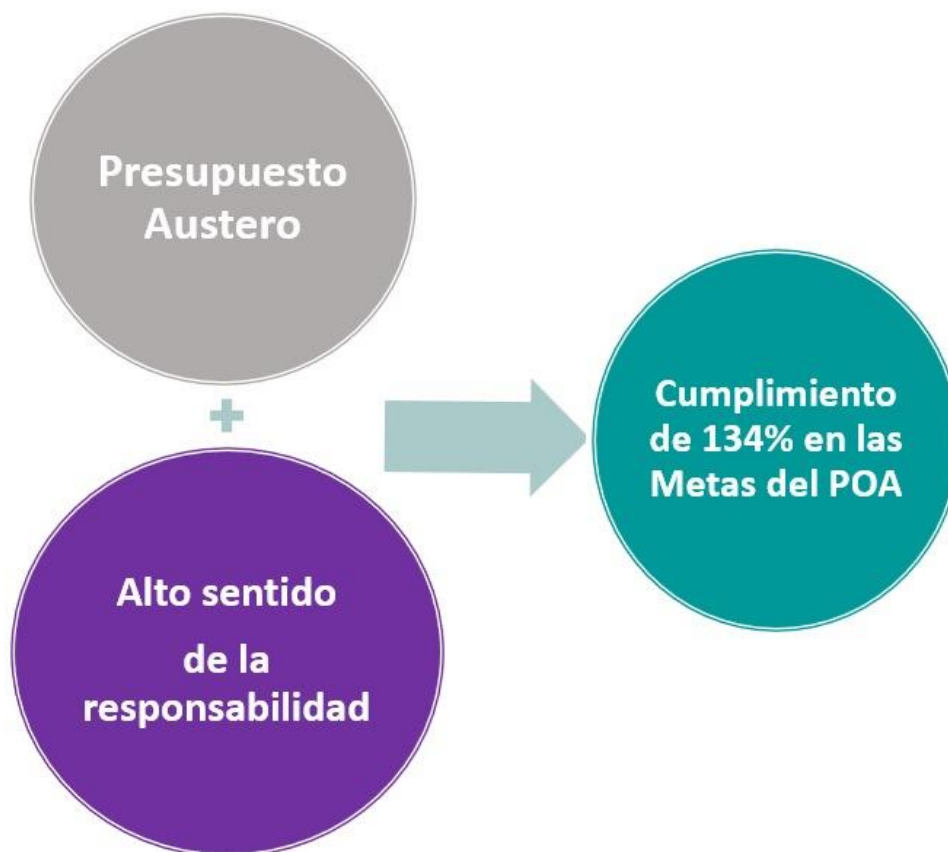 Presupuesto
Austero
+
Alto sentido
de la
responsabilidad
Cumplimiento
de 134% en las
Metas del POA